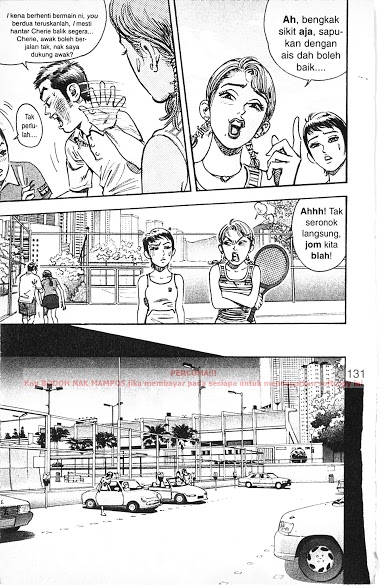 I kena berhenti bermain ni, you
berdua teruskanlah, I mesti
hantar Cherie balik segera...
Cherie, awak boleh ber-
jalan tak, nak saya
dukung awak?
Ah, bengkak
sikit aja, sapu-
kan dengan
ais dah boleh
baik....
Tak
perlu-
lah...
Ahhh! Tak
seronok
langsung,
jom kita
blah!
131
PERCUMA!!!
Kau BODOH NAK MAMPOS jika membayar pada sesiapa untuk